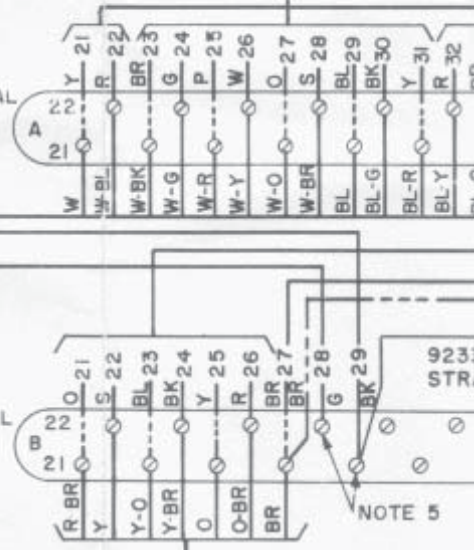 21 22 23 24 25 26 27 28 29 30 31 32
Y R BR G P W O S BL BK Y R
AL
A
22
21
W W-BL W-BK W-G W-R W-Y W-O W-BR BL BL-G BL-R BL-Y
21 22 23 24 25 26 27 28 29
O S BL BK Y R BR BR G BK
923
STRA
L
B
22
21
R-BR Y Y-O Y-BR O O-BR BR
NOTE 5